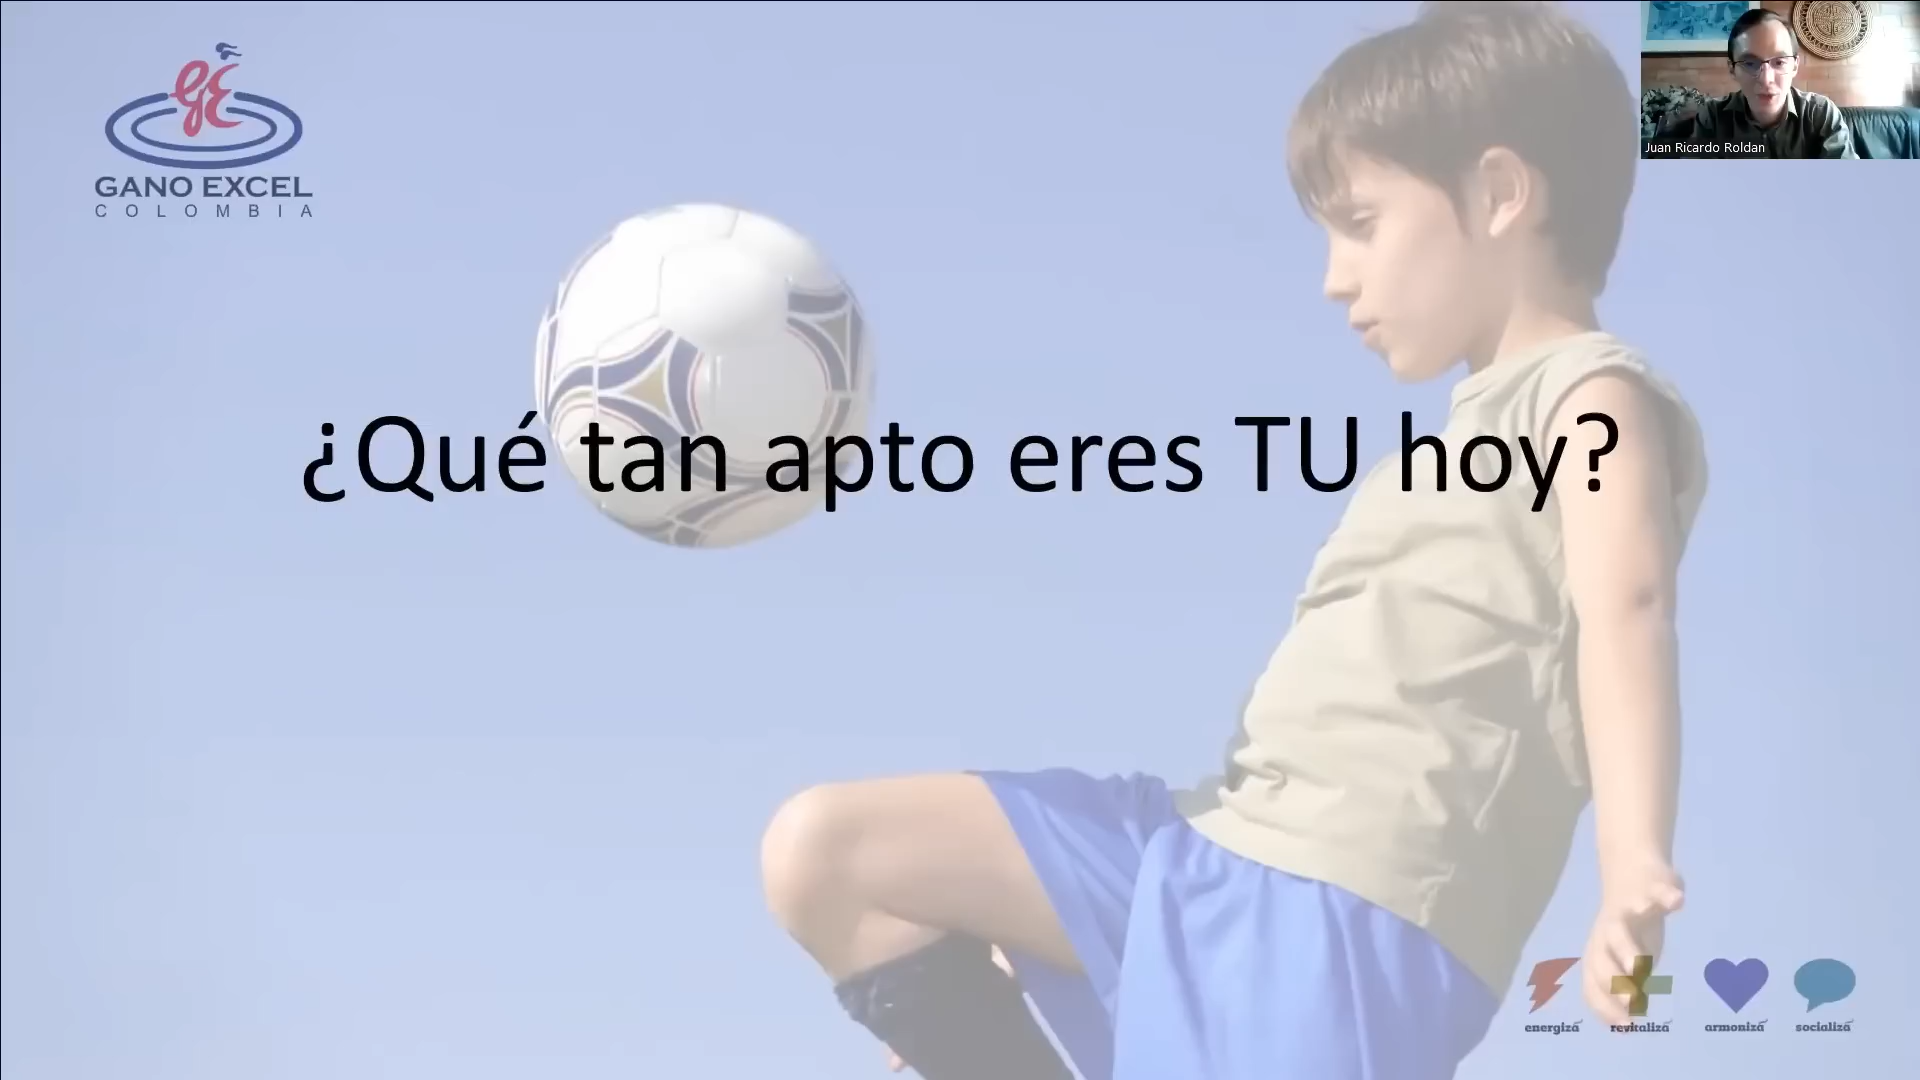 GANO EXCEL
COLOMBIA
Juan Ricardo Roldan
¿Qué tan apto eres TU hoy?
energizá
revitalizá
armonizá
socializá